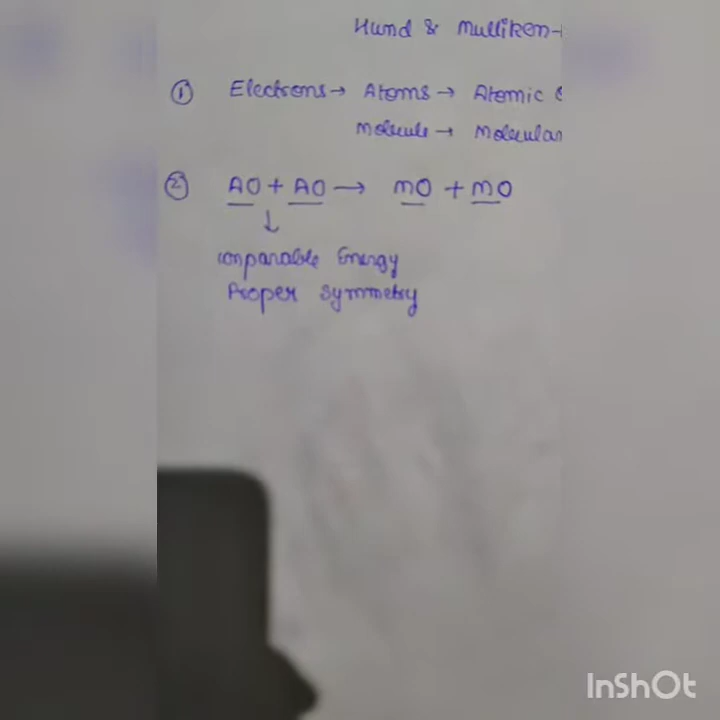 Hund & Mulliken-
① Electrons → Atoms → Atomic
Molecule → Molecular
② AO + AO → MO + MO
↓
comparable Energy
Proper symmetry
InShOt